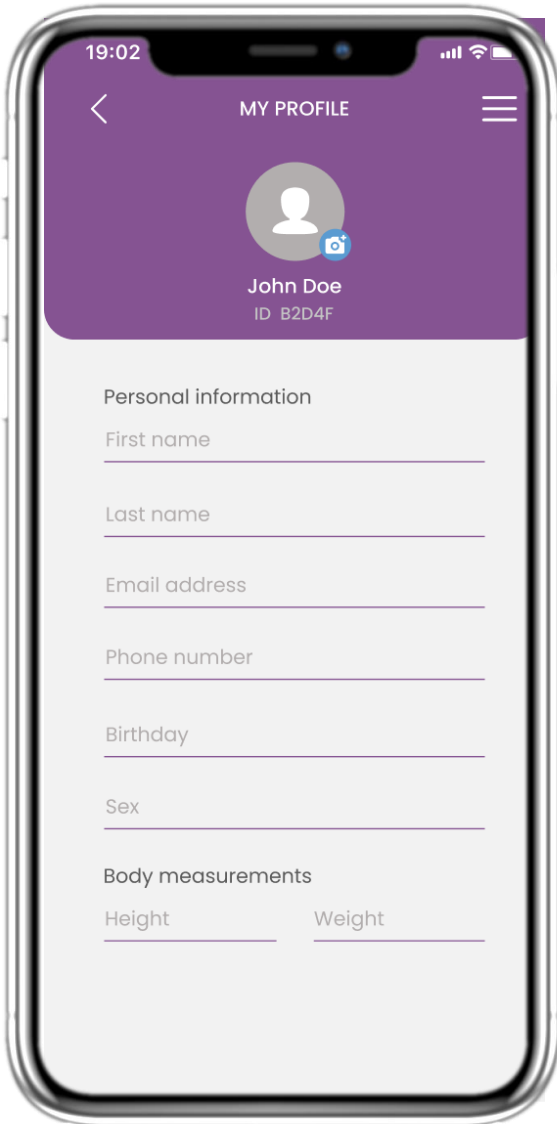 19:02
MY PROFILE
John Doe
ID B2D4F
Personal information
First name
Last name
Email address
Phone number
Birthday
Sex
Body measurements
Height Weight